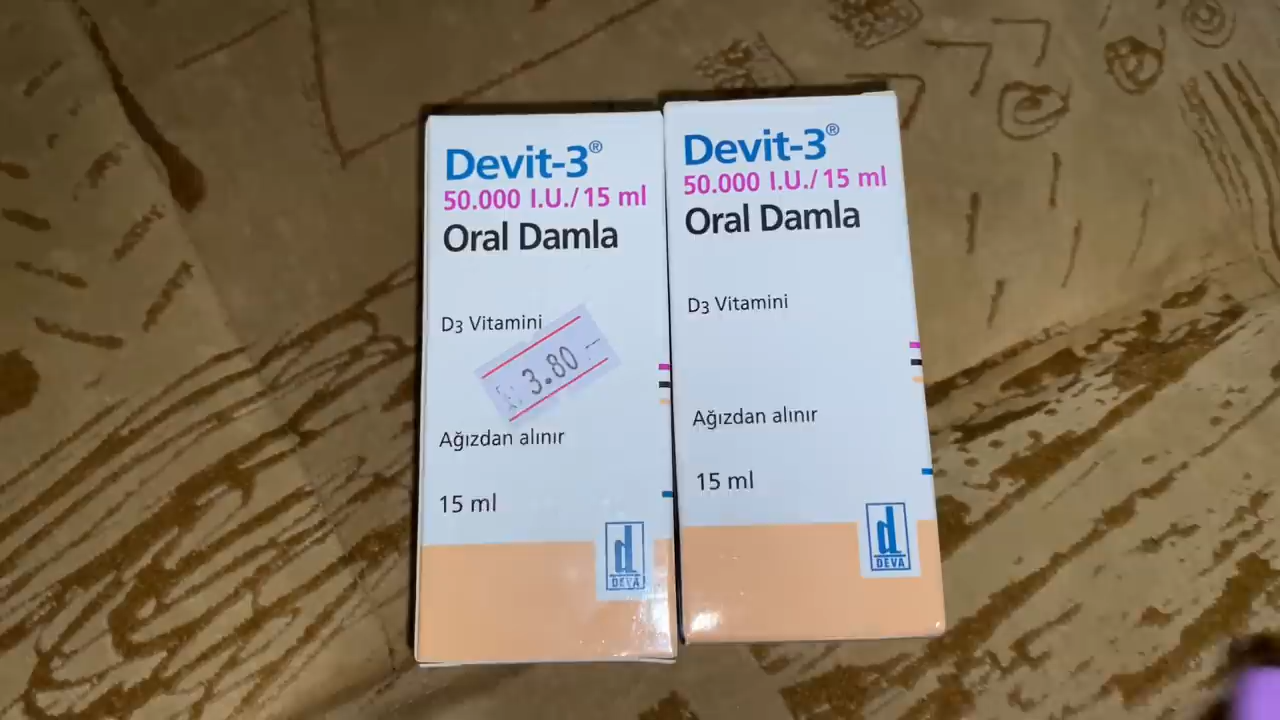 Devit-3®
50.000 I.U./15 ml
Oral Damla
D3 Vitamini
3.80
Ağızdan alınır
15 ml
d
DEVA
Devit-3®
50.000 I.U./15 ml
Oral Damla
D3 Vitamini
Ağızdan alınır
15 ml
d
DEVA